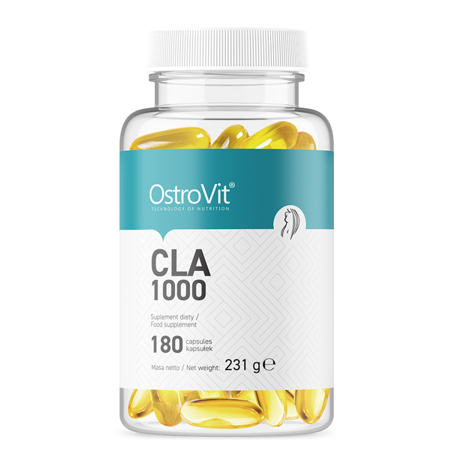 OstroVit®
TECHNOLOGY OF NUTRITION
CLA
1000
Suplement diety /
Food supplement
180 capsules
kapsułek
Masa netto / Net weight: 231 g ℮